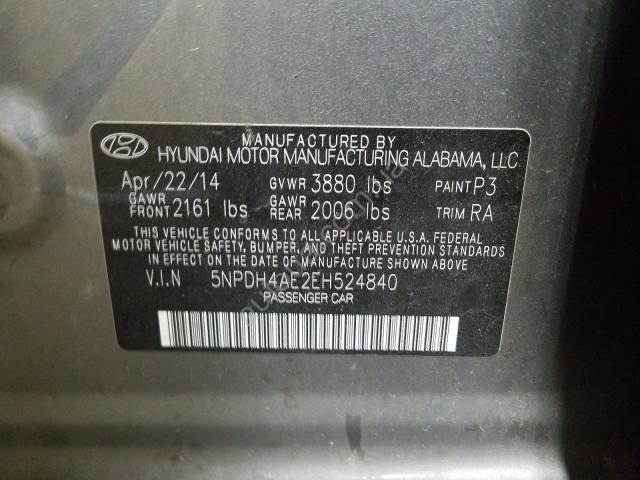 MANUFACTURED BY
HYUNDAI MOTOR MANUFACTURING ALABAMA, LLC
Apr/22/14 GVWR 3880 lbs PAINT P3
GAWR FRONT 2161 lbs GAWR REAR 2006 lbs TRIM RA
THIS VEHICLE CONFORMS TO ALL APPLICABLE U.S.A. FEDERAL
MOTOR VEHICLE SAFETY, BUMPER, AND THEFT PREVENTION STANDARDS
IN EFFECT ON THE DATE OF MANUFACTURE SHOWN ABOVE.
V.I.N 5NPDH4AE2EH524840
PASSENGER CAR